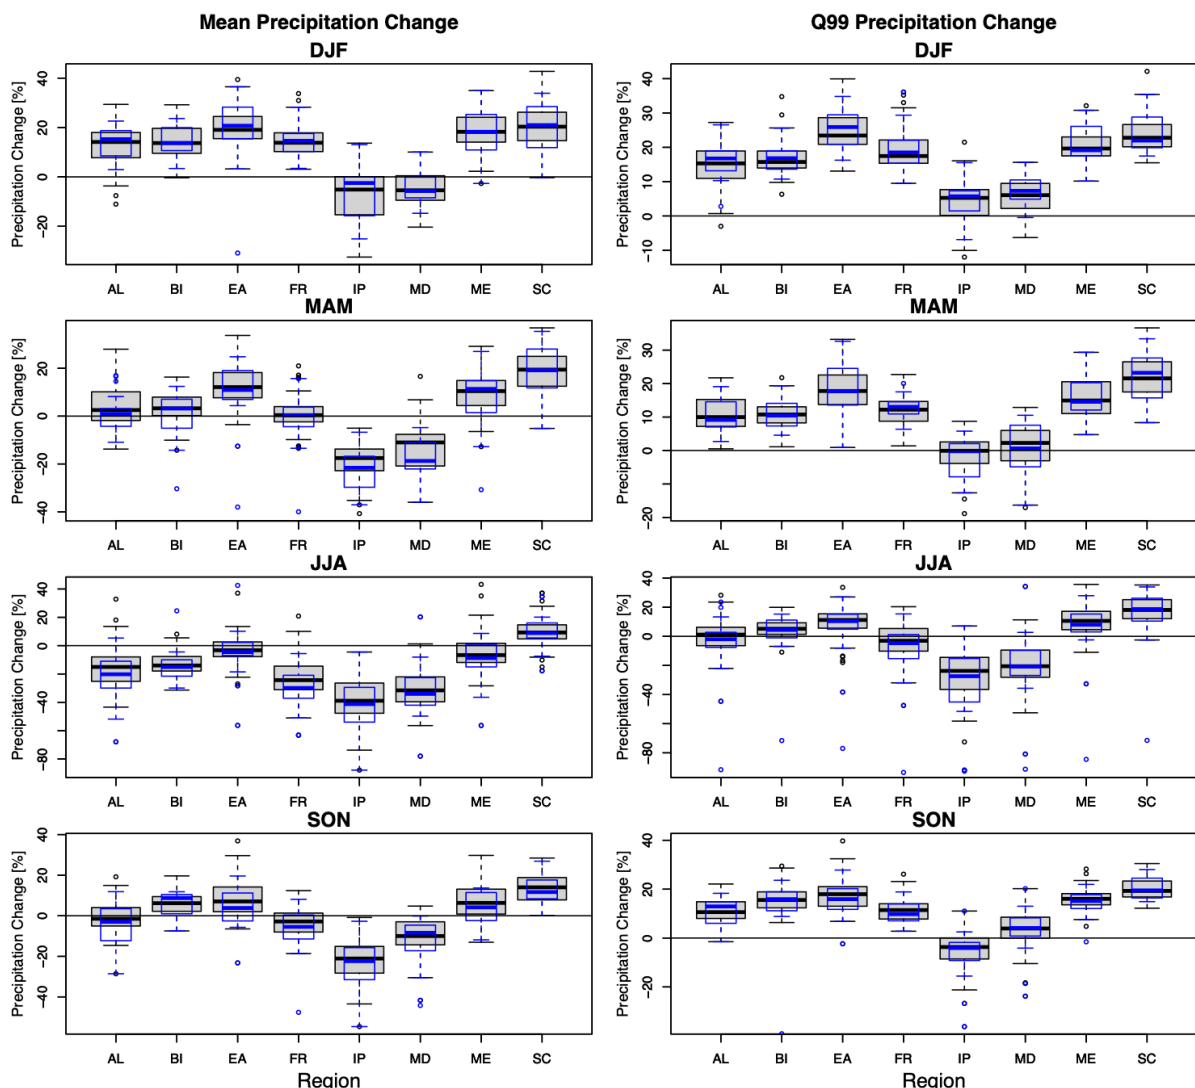 Mean Precipitation Change
DJF
Precipitation Change [%]
40
20
0
−20
AL BI EA FR IP MD ME SC
Q99 Precipitation Change
DJF
Precipitation Change [%]
40
30
20
10
0
−10
AL BI EA FR IP MD ME SC
MAM
Precipitation Change [%]
20
0
−20
−40
AL BI EA FR IP MD ME SC
MAM
Precipitation Change [%]
30
20
10
0
−20
AL BI EA FR IP MD ME SC
JJA
Precipitation Change [%]
40
20
0
−40
−80
AL BI EA FR IP MD ME SC
JJA
Precipitation Change [%]
40
20
0
−40
−80
AL BI EA FR IP MD ME SC
SON
Precipitation Change [%]
40
20
0
−20
−40
AL BI EA FR IP MD ME SC
Region
SON
Precipitation Change [%]
40
20
0
−20
AL BI EA FR IP MD ME SC
Region